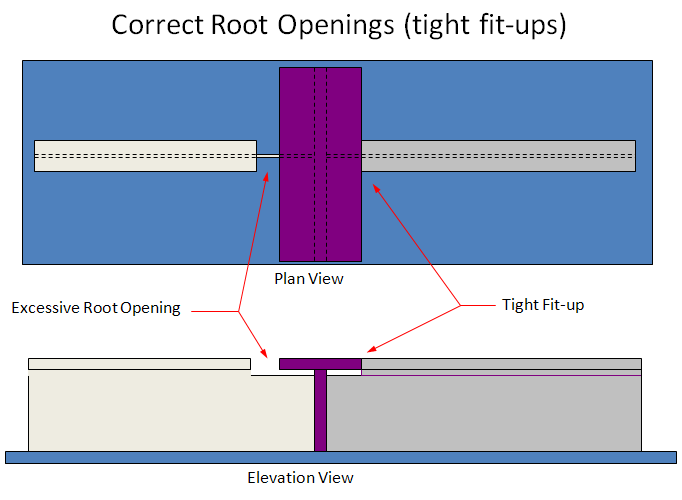 Correct Root Openings (tight fit-ups)
Plan View
Excessive Root Opening
Tight Fit-up
Elevation View